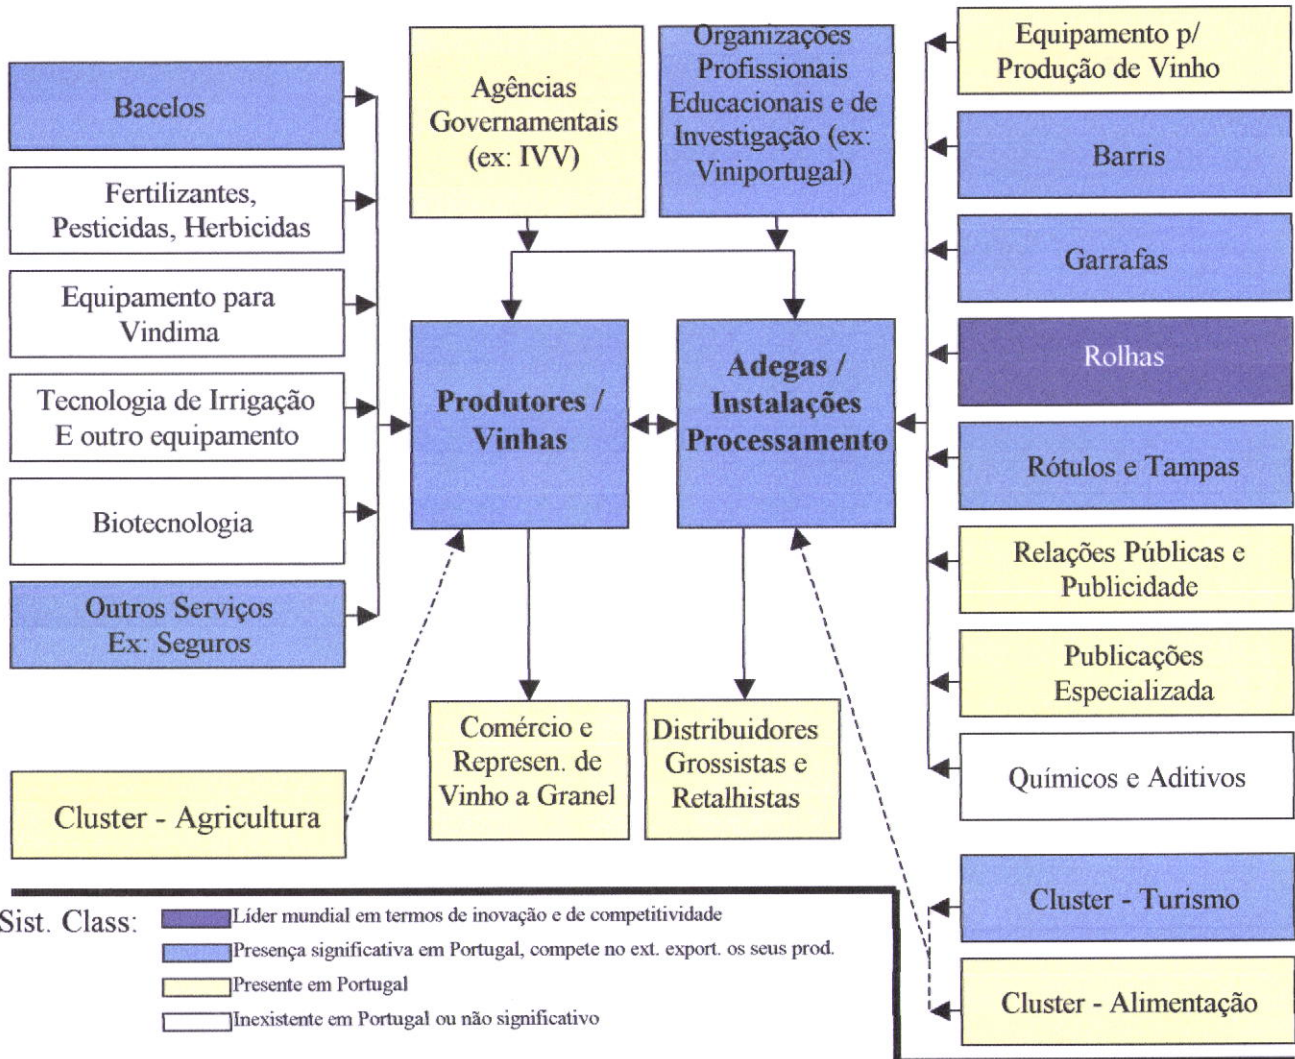 Bacelos
Fertilizantes,
Pesticidas, Herbicidas
Equipamento para
Vindima
Tecnologia de Irrigação
E outro equipamento
Biotecnologia
Outros Serviços
Ex: Seguros
Cluster - Agricultura
Agências
Governamentais
(ex: IVV)
Organizações
Profissionais
Educacionais e de
Investigação (ex:
Viniportugal)
Produtores /
Vinhas
Adegas /
Instalações
Processamento
Comércio e
Represen. de
Vinho a Granel
Distribuidores
Grossistas e
Retalhistas
Equipamento p/
Produção de Vinho
Barris
Garrafas
Rolhas
Rótulos e Tampas
Relações Públicas e
Publicidade
Publicações
Especializada
Químicos e Aditivos
Cluster - Turismo
Cluster - Alimentação
Sist. Class:
Líder mundial em termos de inovação e de competitividade
Presença significativa em Portugal, compete no ext. export. os seus prod.
Presente em Portugal
Inexistente em Portugal ou não significativo